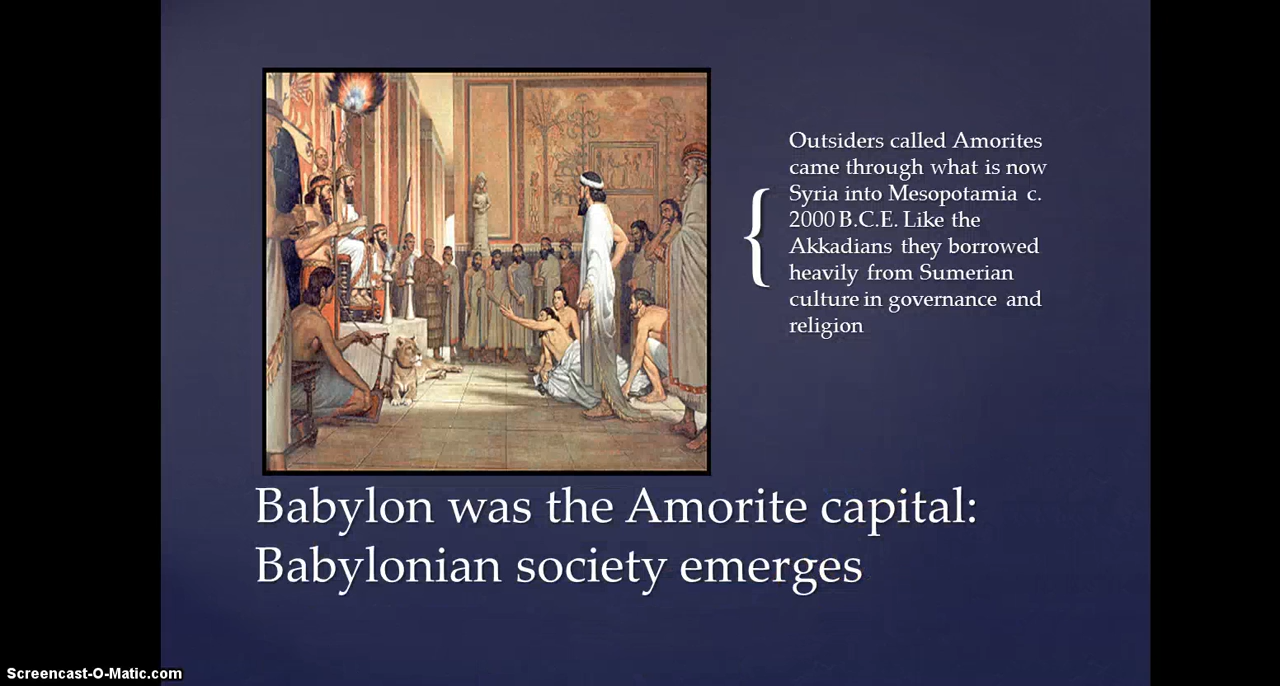 Outsiders called Amorites
came through what is now
Syria into Mesopotamia c.
2000 B.C.E. Like the
Akkadians they borrowed
heavily from Sumerian
culture in governance and
religion
Babylon was the Amorite capital:
Babylonian society emerges
Screencast-O-Matic.com